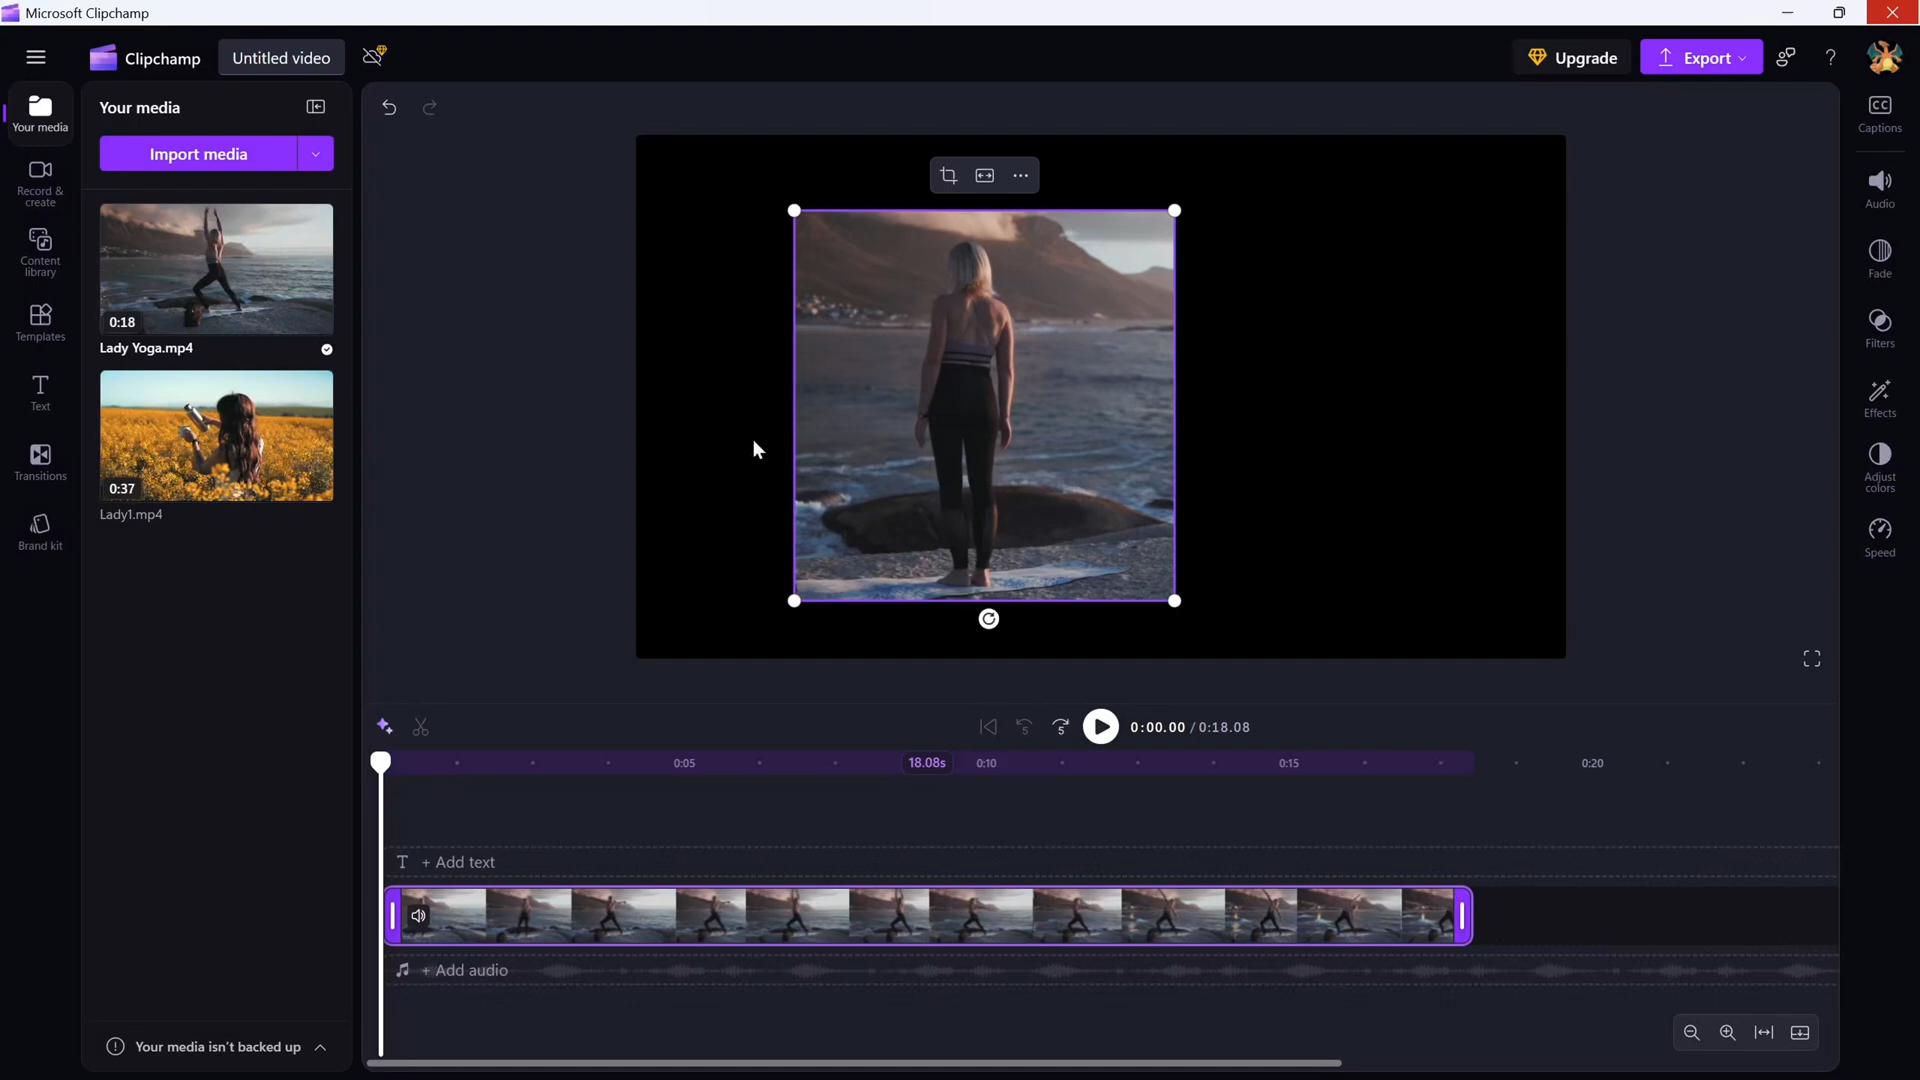 Microsoft Clipchamp
Clipchamp
Untitled video
Upgrade
Export
?
Your media
Record &
create
Content
library
Templates
Text
Transitions
Brand kit
Your media
Import media
0:18
Lady Yoga.mp4
0:37
Lady1.mp4
Your media isn't backed up
CC
Captions
Audio
Fade
Filters
Effects
Adjust
colors
Speed
5
5
0:00.00 / 0:18.08
0:05
18.08s
0:10
0:15
0:20
T + Add text
+ Add audio